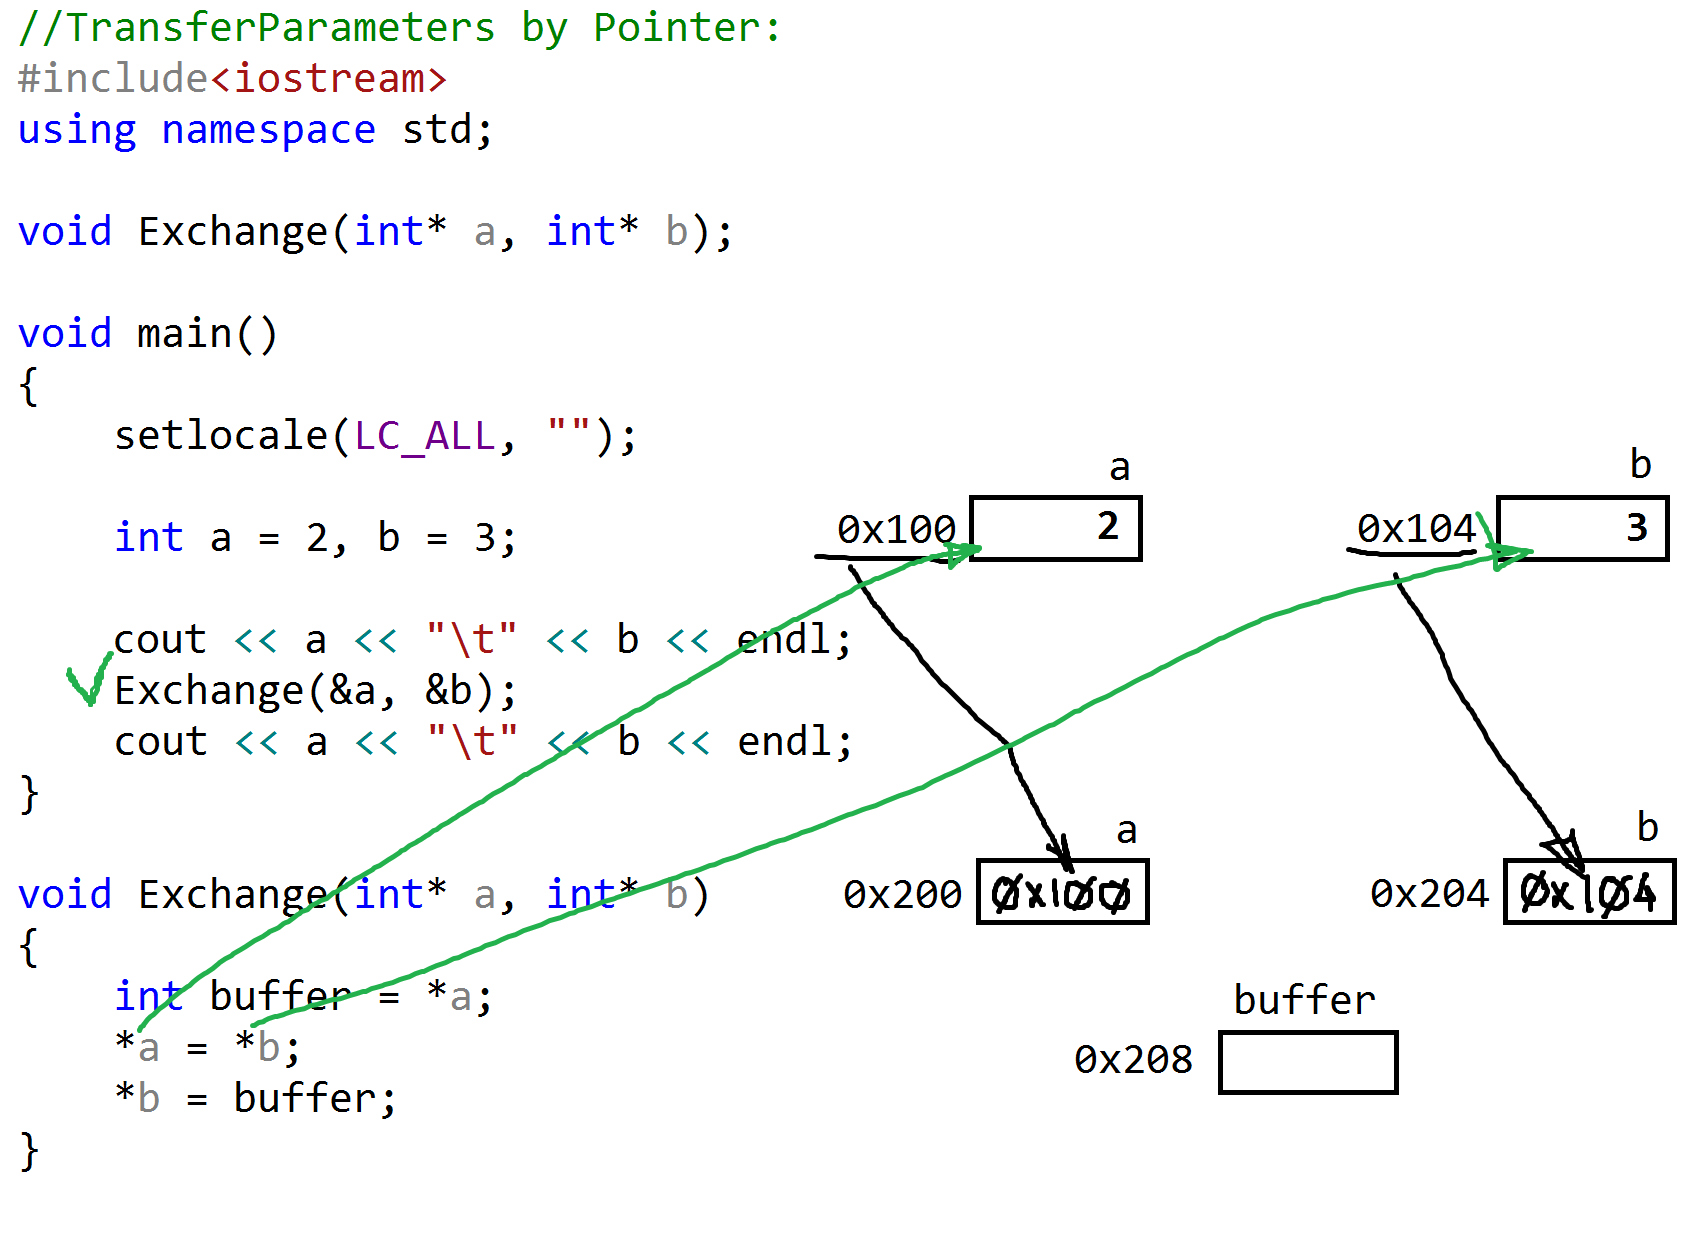 //TransferParameters by Pointer:
#include<iostream>
using namespace std;
void Exchange(int* a, int* b);
void main()
{
setlocale(LC_ALL, "");
int a = 2, b = 3;
cout << a << "\t" << b << endl;
Exchange(&a, &b);
cout << a << "\t" << b << endl;
}
void Exchange(int* a, int* b)
{
int buffer = *a;
*a = *b;
*b = buffer;
}
a
0x100 2
b
0x104 3
a
0x200 0x100
b
0x204 0x104
buffer
0x208